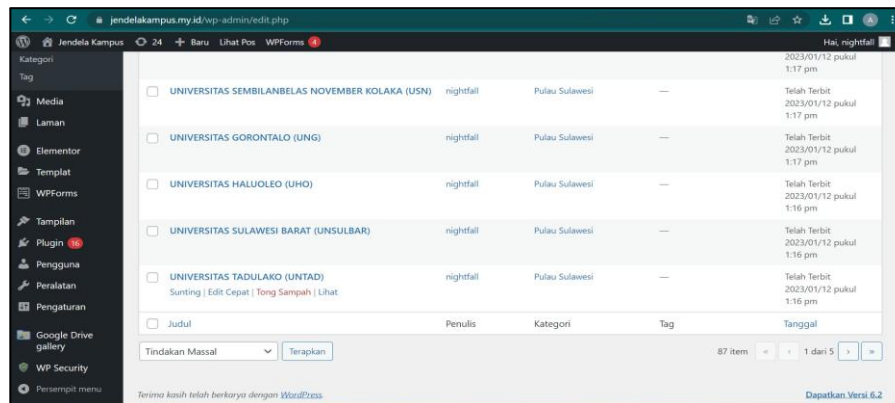 jendelakampus.my.id/wp-admin/edit.php
Jendela Kampus 24 Baru Lihat Pos WPForms 4 Hai, nightfall
Kategori
Tag
Media
Laman
Elementor
Templat
WPForms
Tampilan
Plugin 16
Pengguna
Peralatan
Pengaturan
Google Drive
gallery
WP Security
Persempit menu
2023/01/12 pukul
1:17 pm
UNIVERSITAS SEMBILANBELAS NOVEMBER KOLAKA (USN) nightfall Pulau Sulawesi — Telah Terbit
2023/01/12 pukul
1:17 pm
UNIVERSITAS GORONTALO (UNG) nightfall Pulau Sulawesi — Telah Terbit
2023/01/12 pukul
1:17 pm
UNIVERSITAS HALUOLEO (UHO) nightfall Pulau Sulawesi — Telah Terbit
2023/01/12 pukul
1:16 pm
UNIVERSITAS SULAWESI BARAT (UNSULBAR) nightfall Pulau Sulawesi — Telah Terbit
2023/01/12 pukul
1:16 pm
UNIVERSITAS TADULAKO (UNTAD) nightfall Pulau Sulawesi — Telah Terbit
Sunting | Edit Cepat | Tong Sampah | Lihat 2023/01/12 pukul
1:16 pm
Judul Penulis Kategori Tag Tanggal
Tindakan Massal Terapkan 87 item « ‹ 1 dari 5 › »
Terima kasih telah berkarya dengan WordPress. Dapatkan Versi 6.2